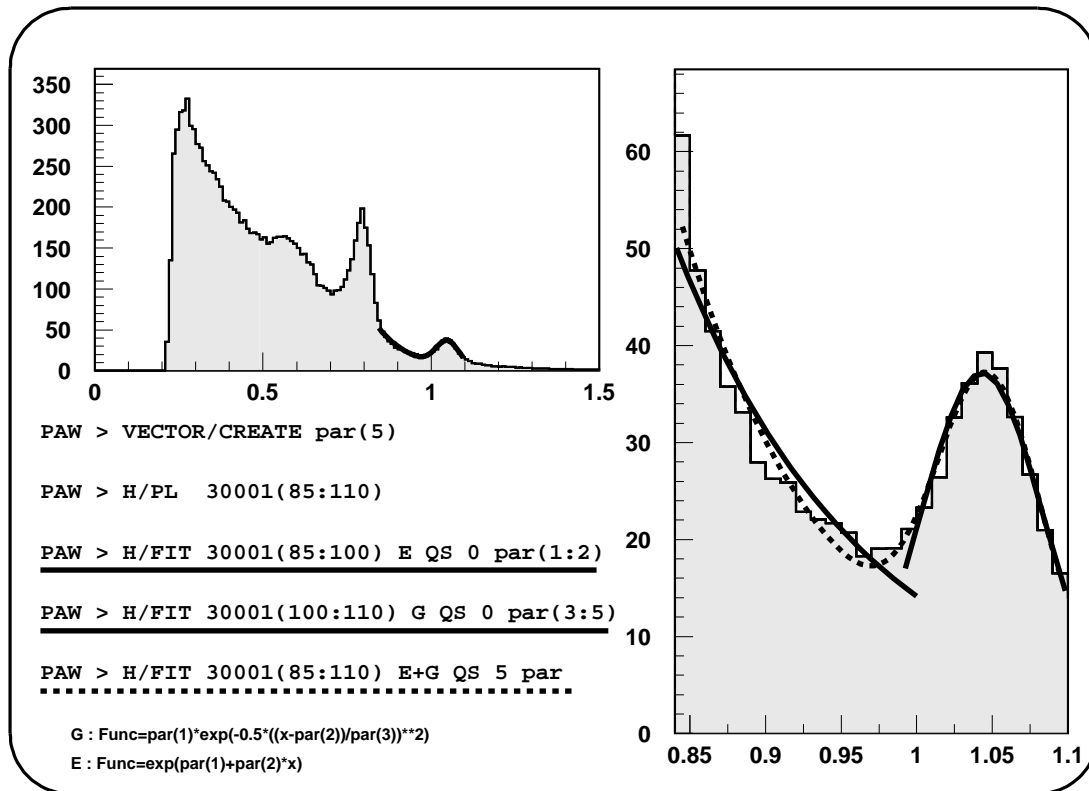 350
300
250
200
150
100
50
0
0 0.5 1 1.5
PAW > VECTOR/CREATE par(5)
PAW > H/PL  30001(85:110)
PAW > H/FIT 30001(85:100) E QS 0 par(1:2)
PAW > H/FIT 30001(100:110) G QS 0 par(3:5)
PAW > H/FIT 30001(85:110) E+G QS 5 par
G : Func=par(1)*exp(-0.5*((x-par(2))/par(3))**2)
E : Func=exp(par(1)+par(2)*x)
60
50
40
30
20
10
0
0.85 0.9 0.95 1 1.05 1.1